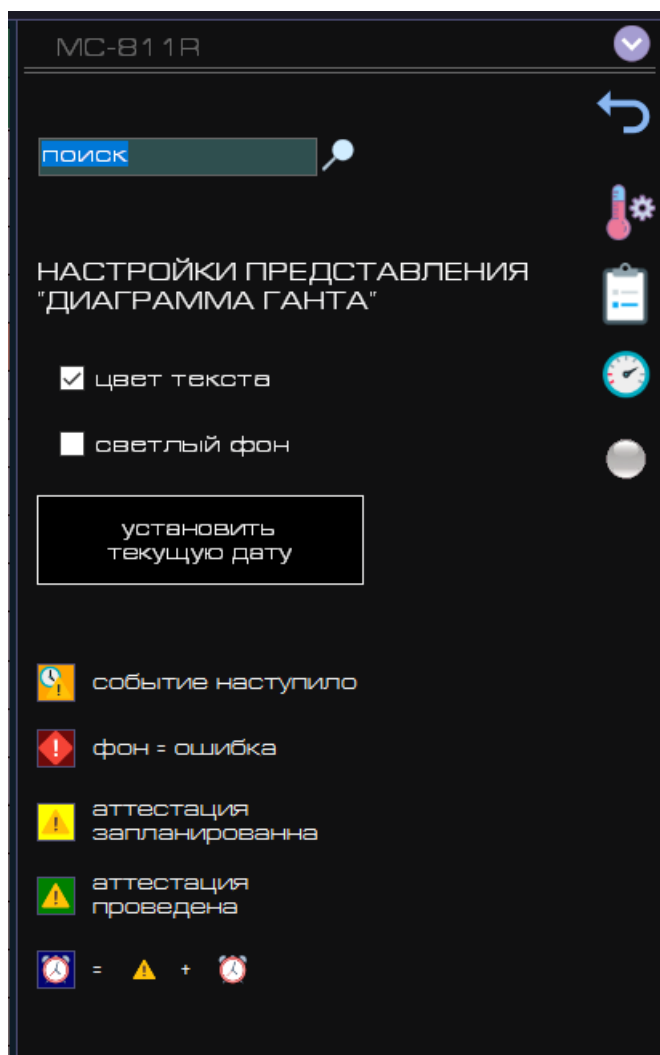 МС-811R
поиск
НАСТРОЙКИ ПРЕДСТАВЛЕНИЯ
"ДИАГРАММА ГАНТА"
цвет текста
светлый фон
установить
текущую дату
событие наступило
фон = ошибка
аттестация
запланированна
аттестация
проведена
= +